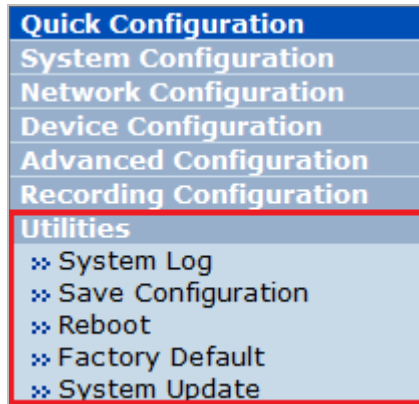 Quick Configuration
System Configuration
Network Configuration
Device Configuration
Advanced Configuration
Recording Configuration
Utilities
» System Log
» Save Configuration
» Reboot
» Factory Default
» System Update